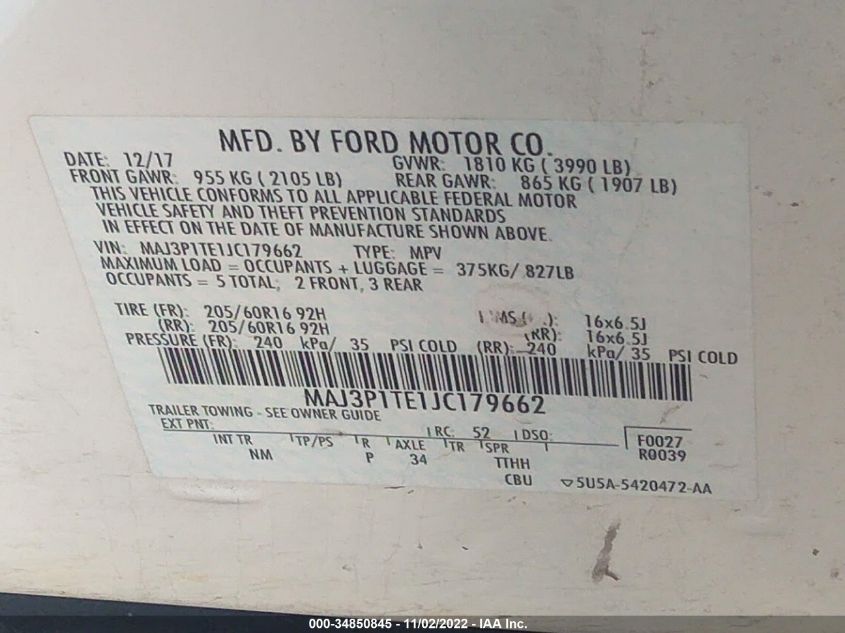 MFD. BY FORD MOTOR CO.
DATE: 12/17 GVWR: 1810 KG ( 3990 LB)
FRONT GAWR: 955 KG ( 2105 LB) REAR GAWR: 865 KG ( 1907 LB)
THIS VEHICLE CONFORMS TO ALL APPLICABLE FEDERAL MOTOR
VEHICLE SAFETY AND THEFT PREVENTION STANDARDS
IN EFFECT ON THE DATE OF MANUFACTURE SHOWN ABOVE.
VIN: MAJ3P1TE1JC179662 TYPE: MPV
MAXIMUM LOAD = OCCUPANTS + LUGGAGE = 375KG/ 827LB
OCCUPANTS = 5 TOTAL; 2 FRONT, 3 REAR
TIRE (FR): 205/60R16 92H 16x6.5J
(RR): 205/60R16 92H (RR): 16x6.5J
PRESSURE (FR): 240 kPa/ 35 PSI COLD (RR): 240 kPa/ 35 PSI COLD
MAJ3P1TE1JC179662
TRAILER TOWING - SEE OWNER GUIDE
EXT PNT: RC: 52 DSO: F0027
INT TR TP/PS R AXLE TR SPR R0039
NM P 34 TTHH
CBU 5U5A-5420472-AA
000-34850845 - 11/02/2022 - IAA Inc.